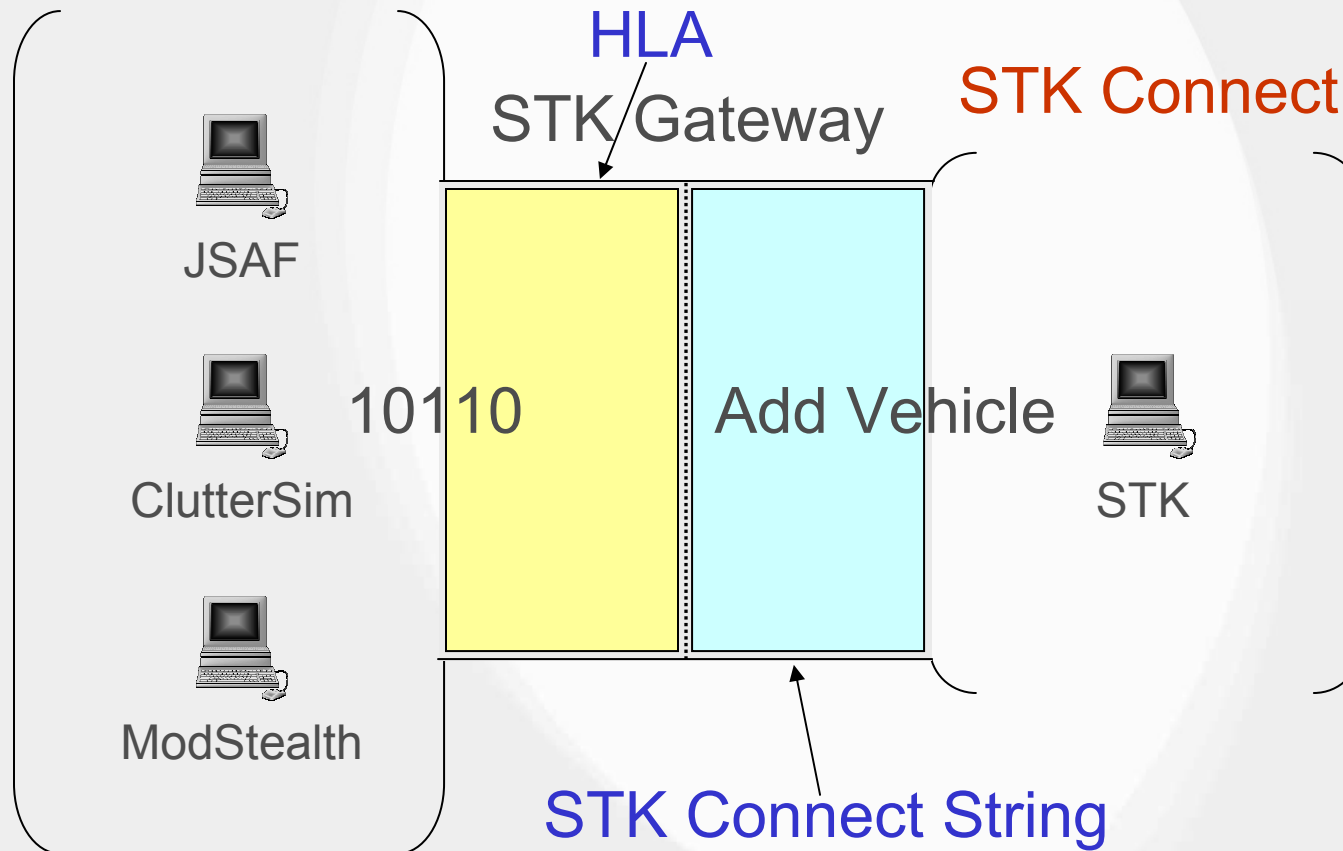 HLA
STK Gateway
STK Connect
JSAF
10110
Add Vehicle
ClutterSim
STK
ModStealth
STK Connect String